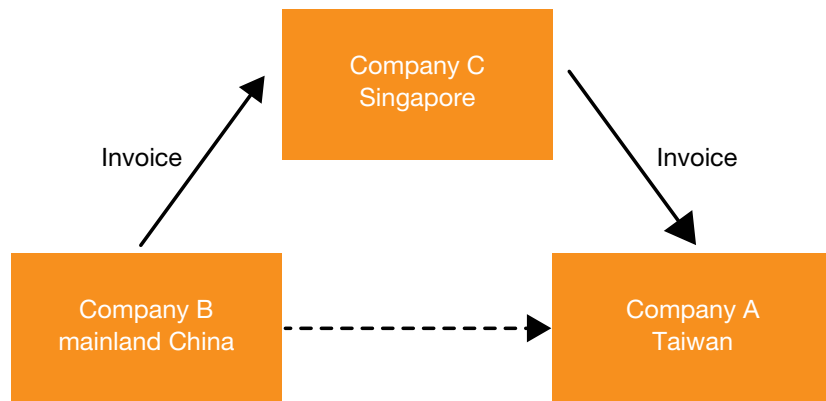 Company C
Singapore
Invoice
Invoice
Company B
mainland China
Company A
Taiwan